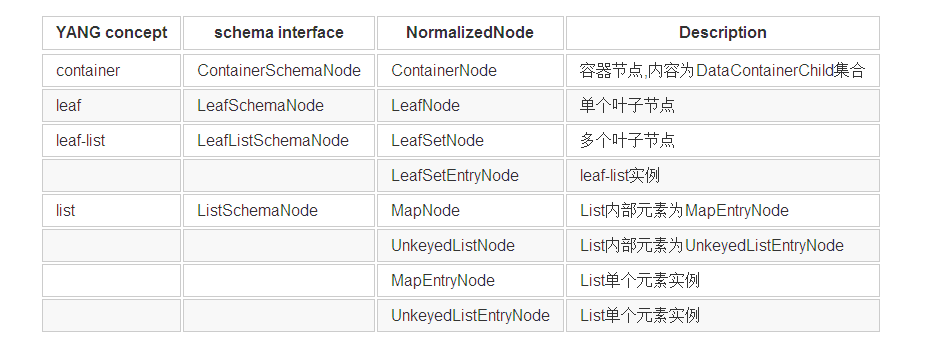 YANG concept schema interface NormalizedNode Description
container ContainerSchemaNode ContainerNode 容器节点,内容为DataContainerChild集合
leaf LeafSchemaNode LeafNode 单个叶子节点
leaf-list LeafListSchemaNode LeafSetNode 多个叶子节点
LeafSetEntryNode leaf-list实例
list ListSchemaNode MapNode List内部元素为MapEntryNode
UnkeyedListNode List内部元素为UnkeyedListEntryNode
MapEntryNode List单个元素实例
UnkeyedListEntryNode List单个元素实例